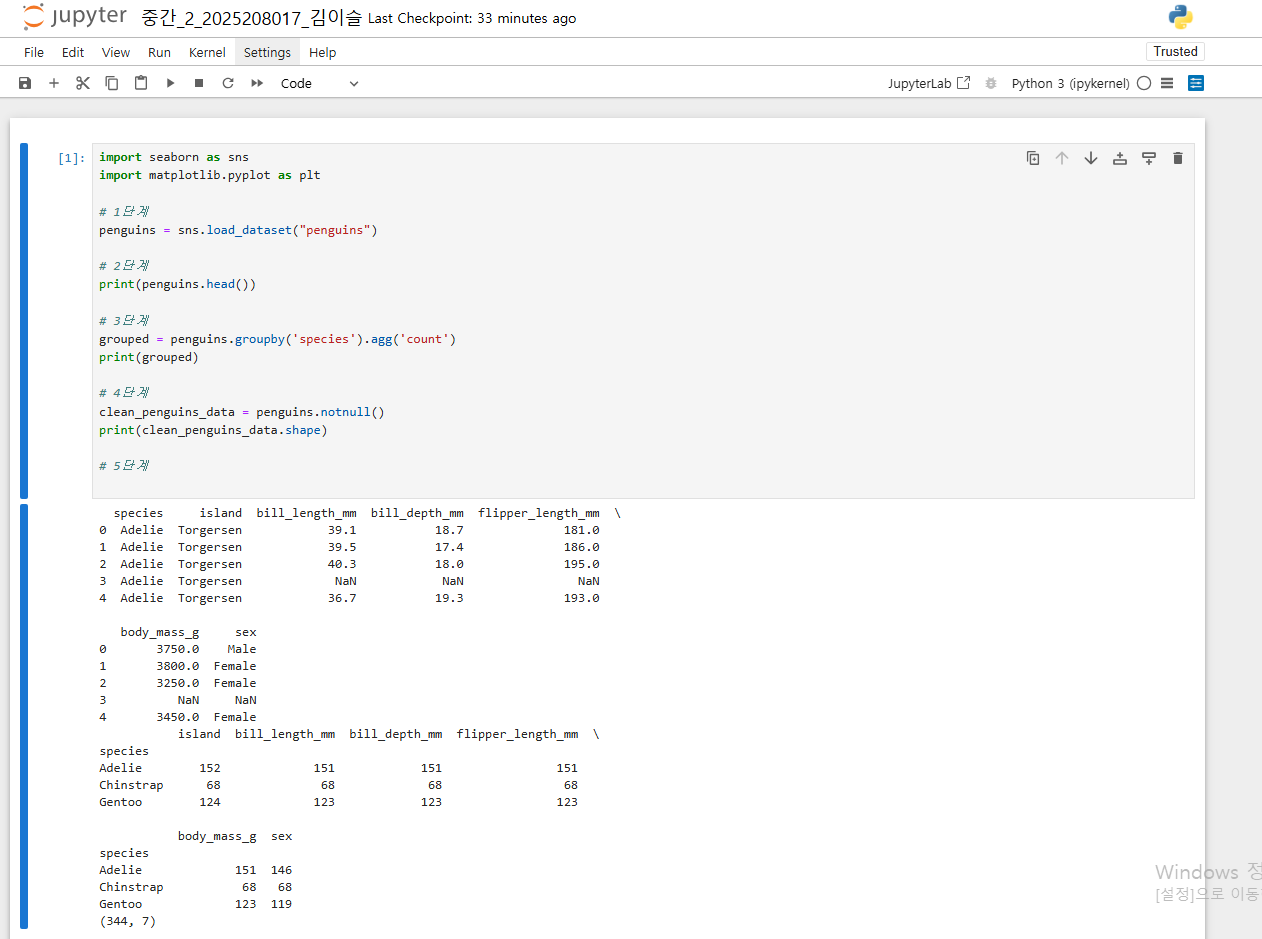 jupyter 중간_2_2025208017_김이슬 Last Checkpoint: 33 minutes ago
File Edit View Run Kernel Settings Help Trusted
Code JupyterLab Python 3 (ipykernel)
[1]: import seaborn as sns
import matplotlib.pyplot as plt
# 1단계
penguins = sns.load_dataset("penguins")
# 2단계
print(penguins.head())
# 3단계
grouped = penguins.groupby('species').agg('count')
print(grouped)
# 4단계
clean_penguins_data = penguins.notnull()
print(clean_penguins_data.shape)
# 5단계
species island bill_length_mm bill_depth_mm flipper_length_mm \
0 Adelie Torgersen 39.1 18.7 181.0
1 Adelie Torgersen 39.5 17.4 186.0
2 Adelie Torgersen 40.3 18.0 195.0
3 Adelie Torgersen NaN NaN NaN
4 Adelie Torgersen 36.7 19.3 193.0
body_mass_g sex
0 3750.0 Male
1 3800.0 Female
2 3250.0 Female
3 NaN NaN
4 3450.0 Female
island bill_length_mm bill_depth_mm flipper_length_mm \
species
Adelie 152 151 151 151
Chinstrap 68 68 68 68
Gentoo 124 123 123 123
body_mass_g sex
species
Adelie 151 146
Chinstrap 68 68
Gentoo 123 119
(344, 7)
Windows 정
[설정]으로 이동